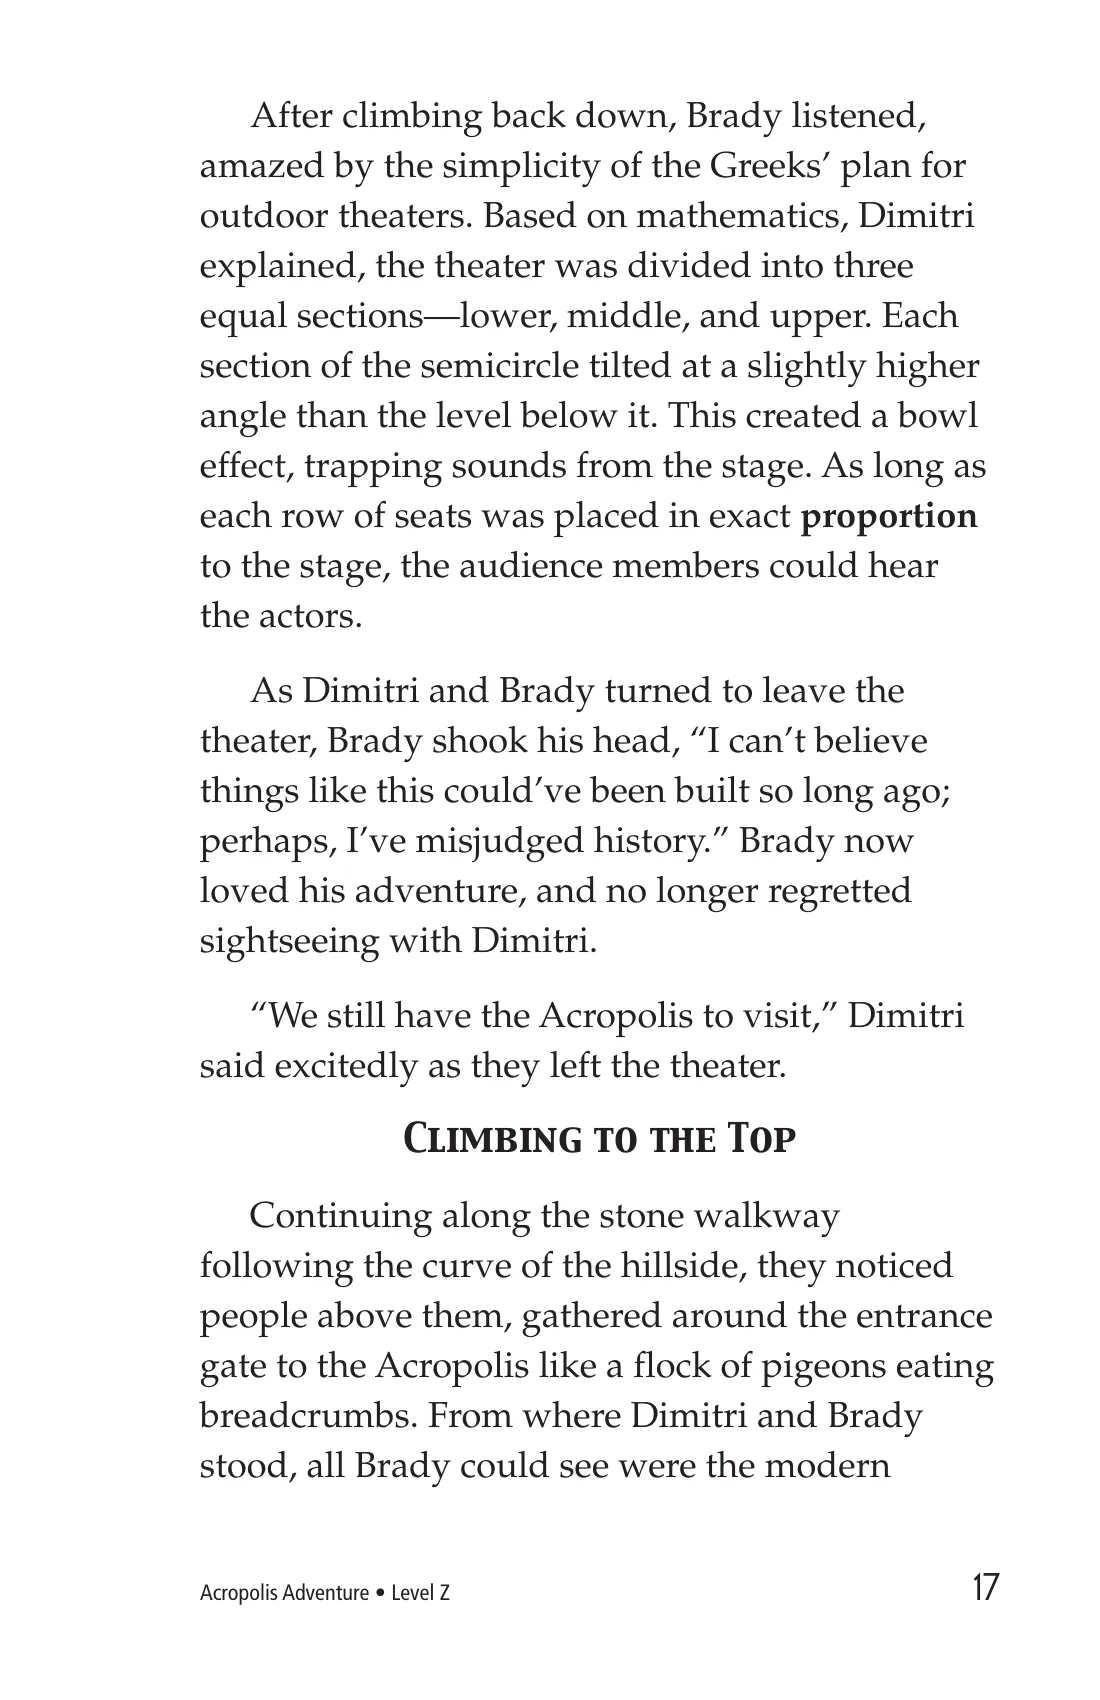 After climbing back down, Brady listened,
amazed by the simplicity of the Greeks’ plan for
outdoor theaters. Based on mathematics, Dimitri
explained, the theater was divided into three
equal sections—lower, middle, and upper. Each
section of the semicircle tilted at a slightly higher
angle than the level below it. This created a bowl
effect, trapping sounds from the stage. As long as
each row of seats was placed in exact proportion
to the stage, the audience members could hear
the actors.
As Dimitri and Brady turned to leave the
theater, Brady shook his head, “I can’t believe
things like this could’ve been built so long ago;
perhaps, I’ve misjudged history.” Brady now
loved his adventure, and no longer regretted
sightseeing with Dimitri.
“We still have the Acropolis to visit,” Dimitri
said excitedly as they left the theater.
Climbing to the Top
Continuing along the stone walkway
following the curve of the hillside, they noticed
people above them, gathered around the entrance
gate to the Acropolis like a flock of pigeons eating
breadcrumbs. From where Dimitri and Brady
stood, all Brady could see were the modern
Acropolis Adventure • Level Z
17